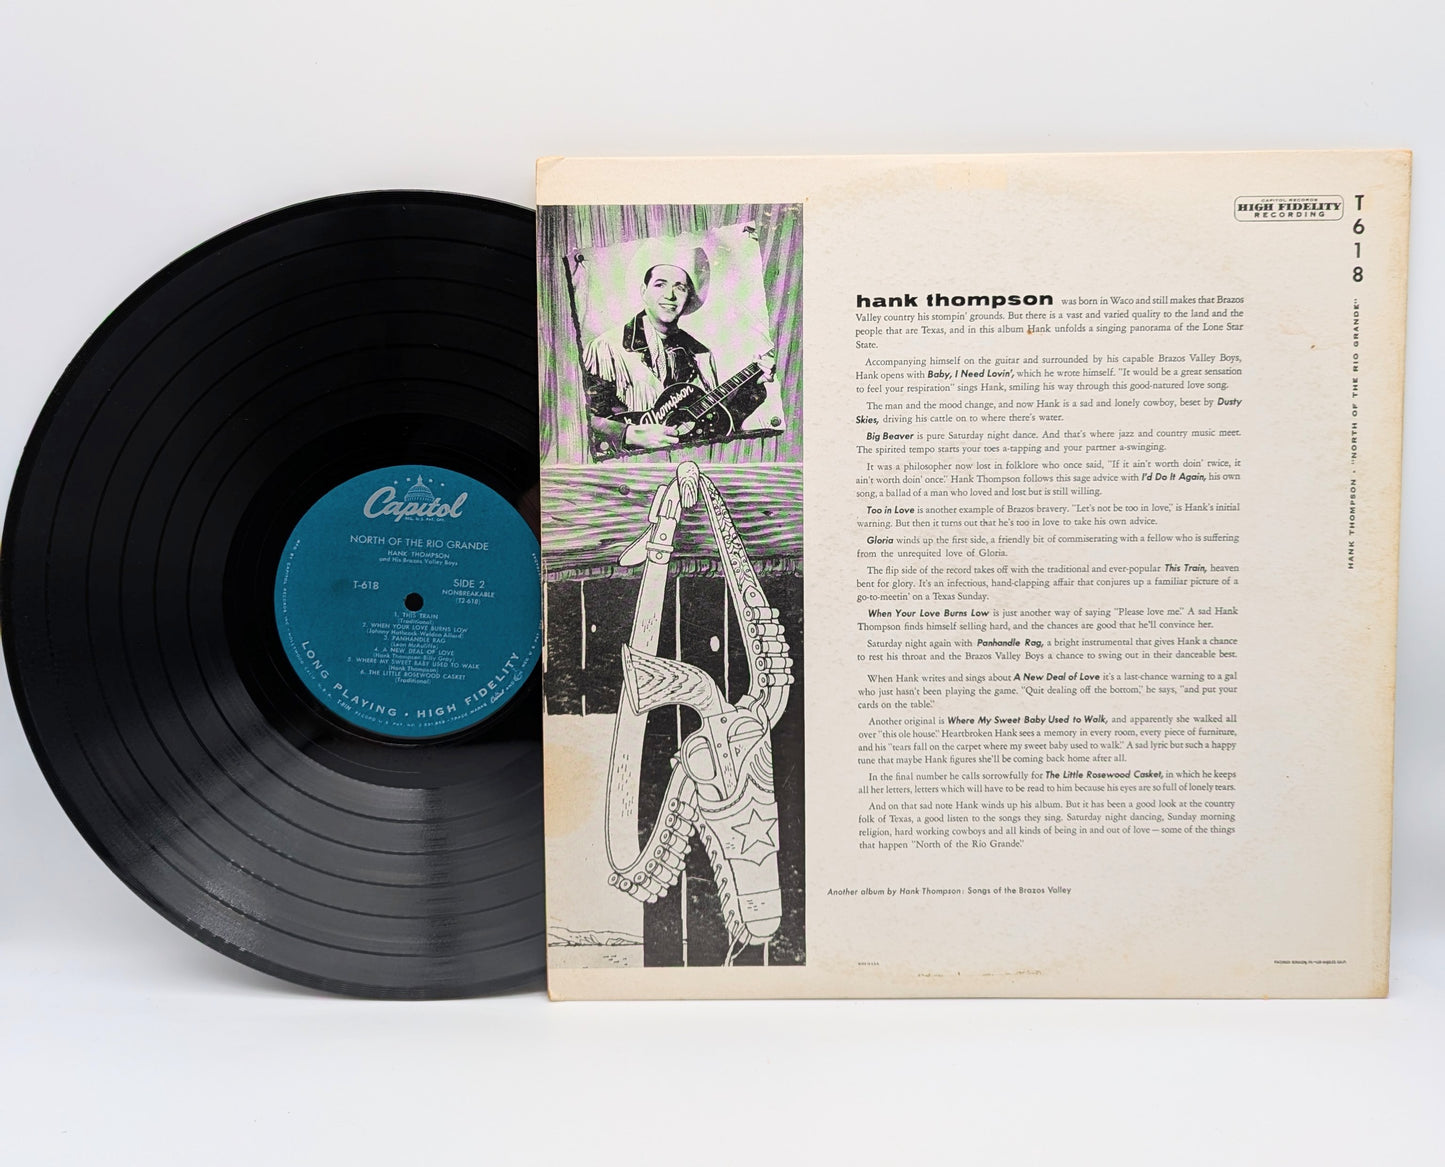 Capitol
REG. U.S. PAT. OFF.
NORTH OF THE RIO GRANDE
HANK THOMPSON
and His Brazos Valley Boys
T-618
SIDE 2
NONBREAKABLE
(T2-618)
1. THIS TRAIN
(Traditional)
2. WHEN YOUR LOVE BURNS LOW
(Johnny Hathcock-Weldon Allard)
3. PANHANDLE RAG
(Leon McAuliffe)
4. A NEW DEAL OF LOVE
(Hank Thompson-Billy Gray)
5. WHERE MY SWEET BABY USED TO WALK
(Hank Thompson)
6. THE LITTLE ROSEWOOD CASKET
(Traditional)
LONG PLAYING • HIGH FIDELITY
Thompson
CAPITOL RECORDS
HIGH FIDELITY
RECORDING
T618
HANK THOMPSON • "NORTH OF THE RIO GRANDE"
hank thompson was born in Waco and still makes that Brazos
Valley country his stompin' grounds. But there is a vast and varied quality to the land and the
people that are Texas, and in this album Hank unfolds a singing panorama of the Lone Star
State.
Accompanying himself on the guitar and surrounded by his capable Brazos Valley Boys,
Hank opens with Baby, I Need Lovin', which he wrote himself. "It would be a great sensation
to feel your respiration" sings Hank, smiling his way through this good-natured love song.
The man and the mood change, and now Hank is a sad and lonely cowboy, beset by Dusty
Skies, driving his cattle on to where there's water.
Big Beaver is pure Saturday night dance. And that's where jazz and country music meet.
The spirited tempo starts your toes a-tapping and your partner a-swinging.
It was a philosopher now lost in folklore who once said, "If it ain't worth doin' twice, it
ain't worth doin' once." Hank Thompson follows this sage advice with I'd Do It Again, his own
song, a ballad of a man who loved and lost but is still willing.
Too in Love is another example of Brazos bravery. "Let's not be too in love," is Hank's initial
warning. But then it turns out that he's too in love to take his own advice.
Gloria winds up the first side, a friendly bit of commiserating with a fellow who is suffering
from the unrequited love of Gloria.
The flip side of the record takes off with the traditional and ever-popular This Train, heaven
bent for glory. It's an infectious, hand-clapping affair that conjures up a familiar picture of a
go-to-meetin' on a Texas Sunday.
When Your Love Burns Low is just another way of saying "Please love me." A sad Hank
Thompson finds himself selling hard, and the chances are good that he'll convince her.
Saturday night again with Panhandle Rag, a bright instrumental that gives Hank a chance
to rest his throat and the Brazos Valley Boys a chance to swing out in their danceable best.
When Hank writes and sings about A New Deal of Love it's a last-chance warning to a gal
who just hasn't been playing the game. "Quit dealing off the bottom," he says, "and put your
cards on the table."
Another original is Where My Sweet Baby Used to Walk, and apparently she walked all
over "this ole house." Heartbroken Hank sees a memory in every room, every piece of furniture,
and his "tears fall on the carpet where my sweet baby used to walk." A sad lyric but such a happy
tune that maybe Hank figures she'll be coming back home after all.
In the final number he calls sorrowfully for The Little Rosewood Casket, in which he keeps
all her letters, letters which will have to be read to him because his eyes are so full of lonely tears.
And on that sad note Hank winds up his album. But it has been a good look at the country
folk of Texas, a good listen to the songs they sing. Saturday night dancing, Sunday morning
religion, hard working cowboys and all kinds of being in and out of love — some of the things
that happen "North of the Rio Grande."
Another album by Hank Thompson: Songs of the Brazos Valley